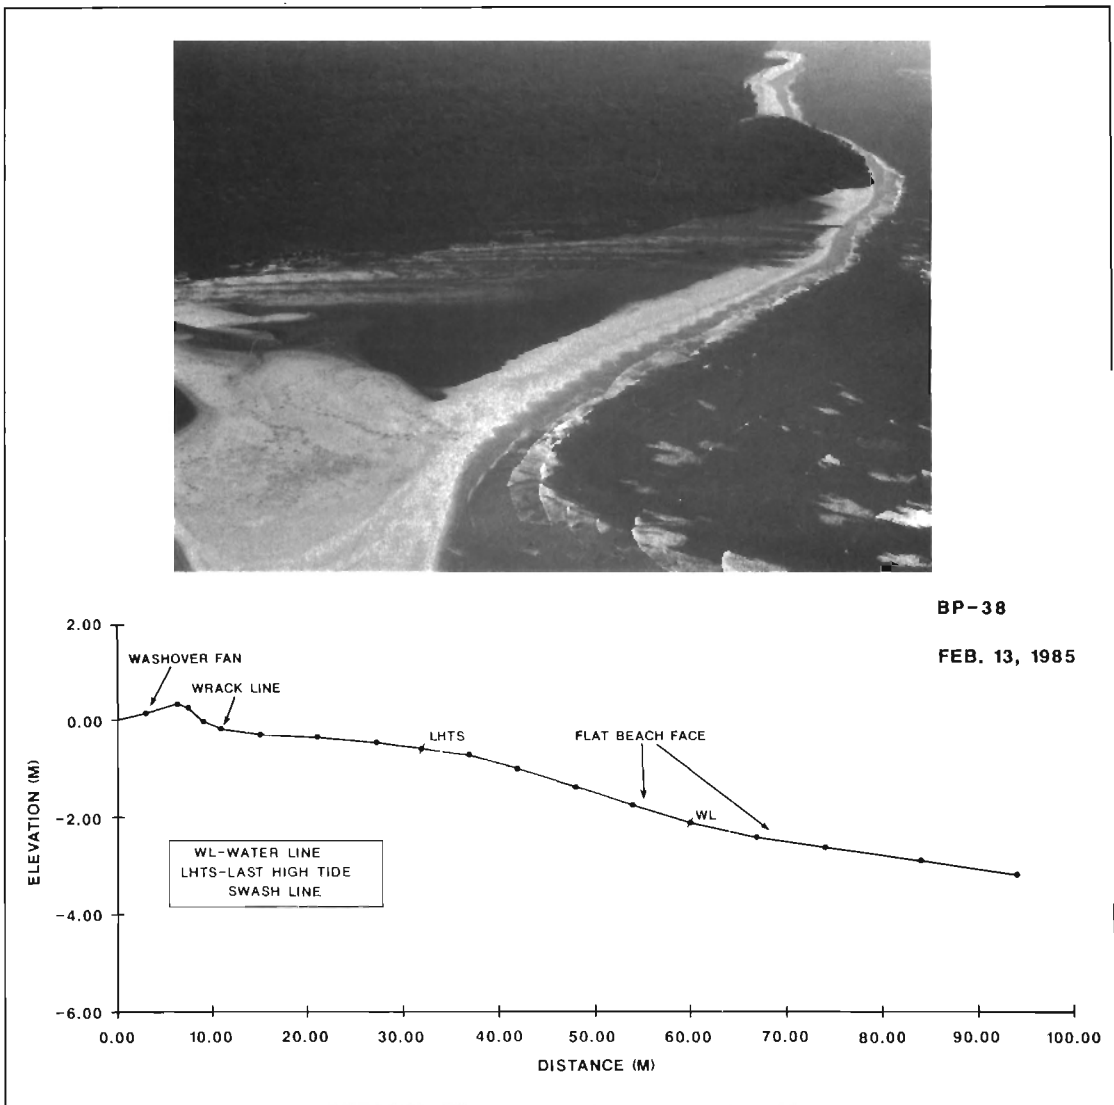 BP-38
FEB. 13, 1985
2.00
WASHOVER FAN
WRACK LINE
0.00
LHTS
FLAT BEACH FACE
ELEVATION (M)
-2.00
WL
WL-WATER LINE
LHTS-LAST HIGH TIDE
SWASH LINE
-4.00
-6.00
0.00 10.00 20.00 30.00 40.00 50.00 60.00 70.00 80.00 90.00 100.00
DISTANCE (M)